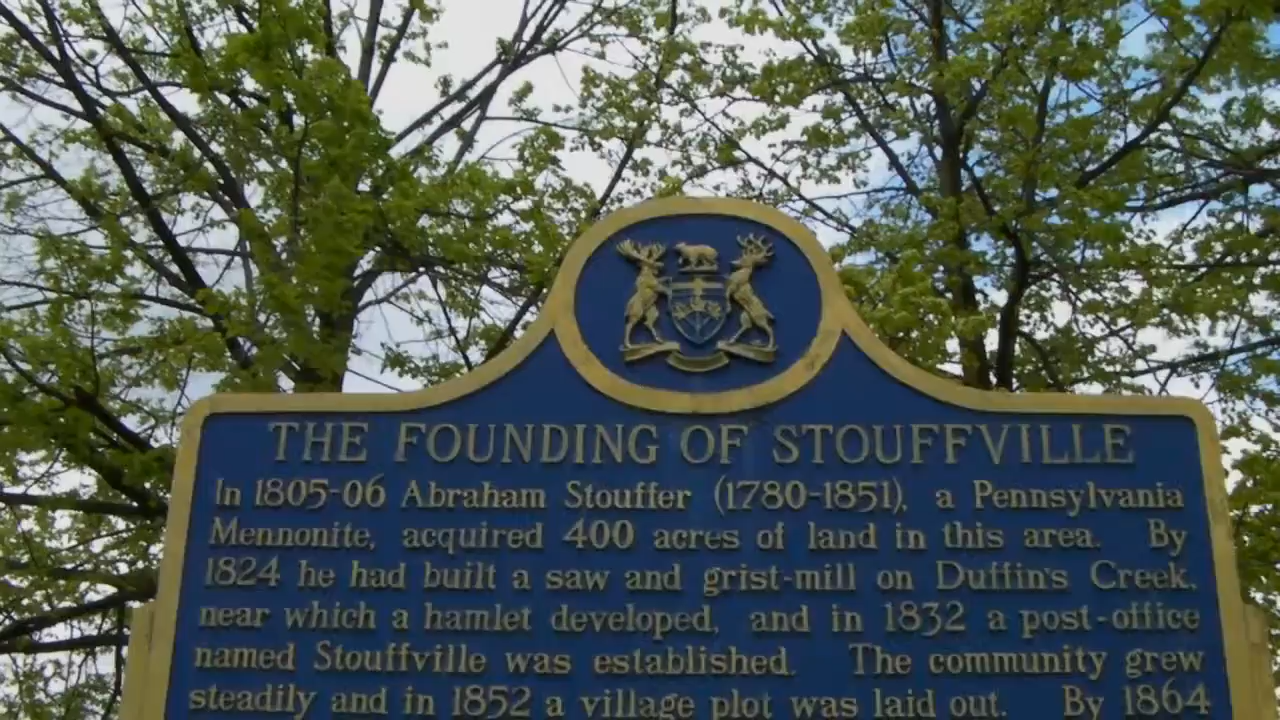 THE FOUNDING OF STOUFFVILLE
In 1805-06 Abraham Stouffer (1780-1851), a Pennsylvania
Mennonite, acquired 400 acres of land in this area. By
1824 he had built a saw and grist-mill on Duffin's Creek,
near which a hamlet developed, and in 1832 a post-office
named Stouffville was established. The community grew
steadily and in 1852 a village plot was laid out. By 1864